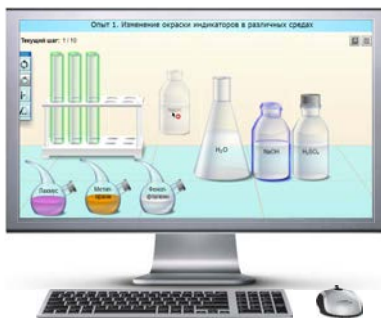 Опыт 1. Изменение окраски индикаторов в различных средах
Текущий шаг: 1 / 10
H₂O
NaOH
H₂SO₄
Лакмус
Метил-
оранж
Фенол-
фталеин